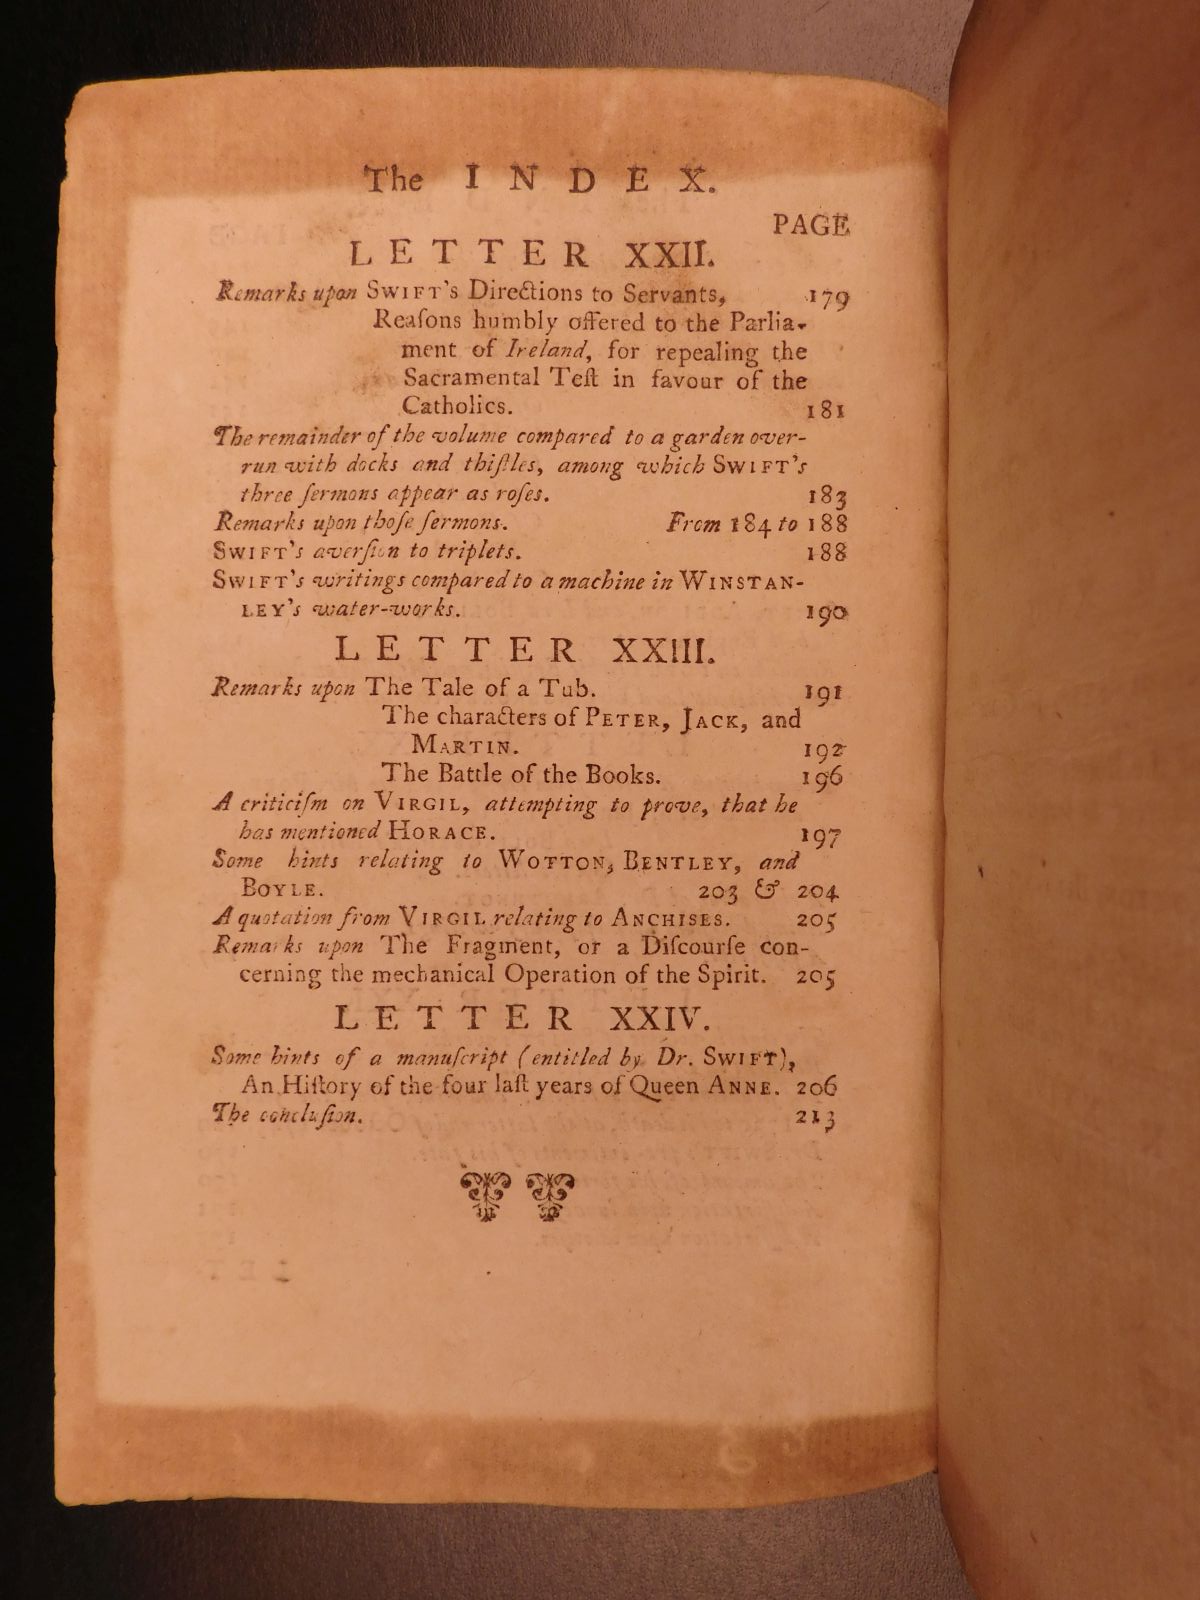 The INDEX.
PAGE
LETTER XXII.
Remarks upon SWIFT'S Directions to Servants, 179
Reaſons humbly offered to the Parlia-
ment of Ireland, for repealing the
Sacramental Teſt in favour of the
Catholics. 181
The remainder of the volume compared to a garden over-
run with docks and thiſtles, among which SWIFT's
three ſermons appear as roſes. 183
Remarks upon thoſe ſermons. From 184 to 188
SWIFT's averſion to triplets. 188
SWIFT's writings compared to a machine in WINSTAN-
LEY's water-works. 190
LETTER XXIII.
Remarks upon The Tale of a Tub. 191
The characters of PETER, JACK, and
MARTIN. 192
The Battle of the Books. 196
A criticiſm on VIRGIL, attempting to prove, that he
has mentioned HORACE. 197
Some hints relating to WOTTON, BENTLEY, and
BOYLE. 203 & 204
A quotation from VIRGIL relating to ANCHISES. 205
Remarks upon The Fragment, or a Diſcourſe con-
cerning the mechanical Operation of the Spirit. 205
LETTER XXIV.
Some hints of a manuſcript (entitled by Dr. SWIFT),
An Hiſtory of the four laſt years of Queen ANNE. 206
The concluſion. 213